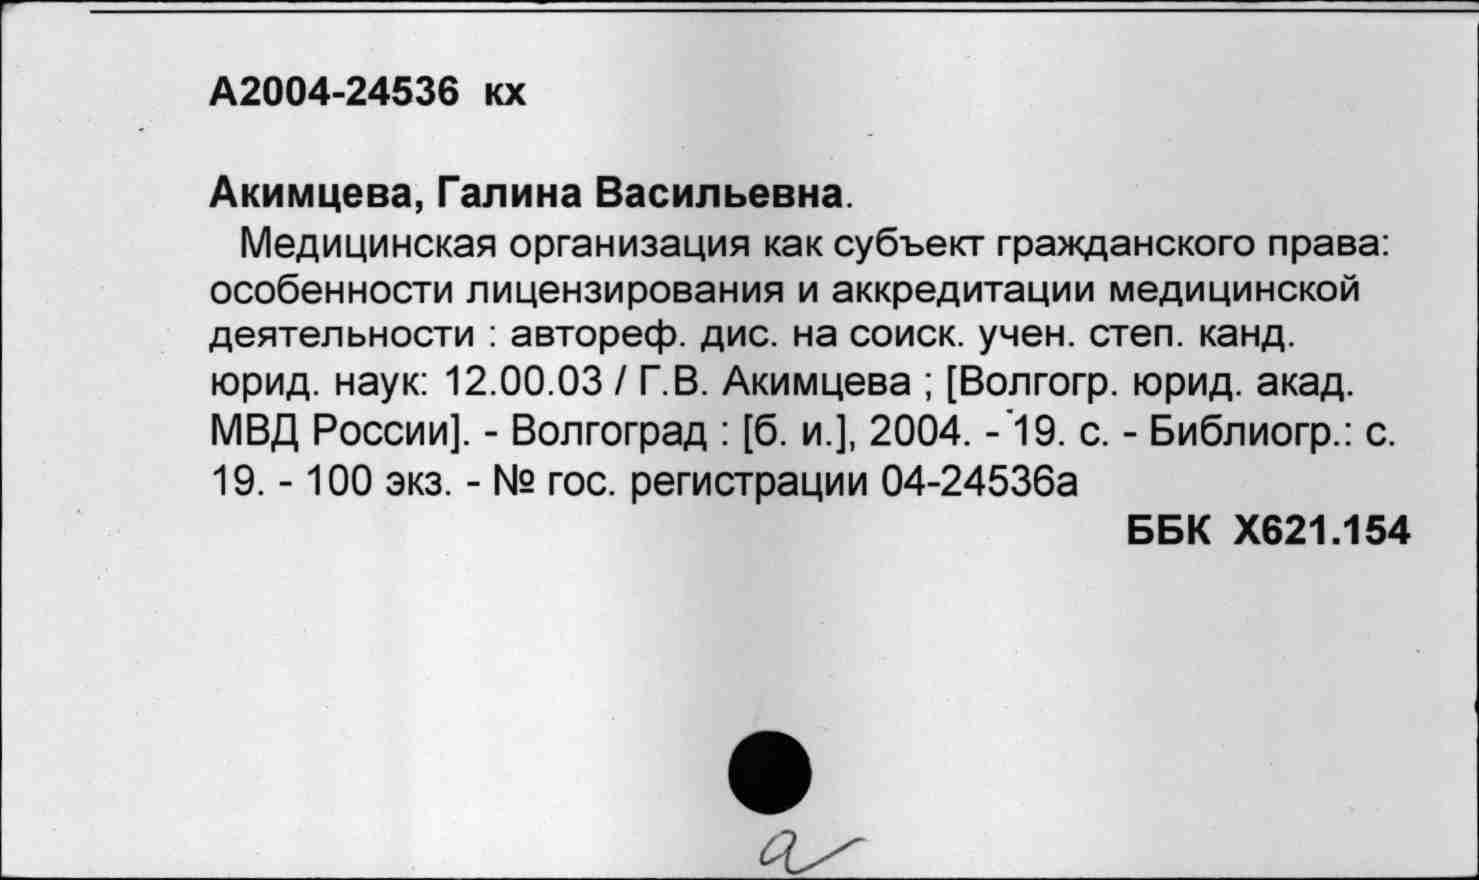 А2004-24536 кх
Акимцева, Галина Васильевна.
Медицинская организация как субъект гражданского права:
особенности лицензирования и аккредитации медицинской
деятельности : автореф. дис. на соиск. учен. степ. канд.
юрид. наук: 12.00.03 / Г.В. Акимцева ; [Волгогр. юрид. акад.
МВД России]. - Волгоград : [б. и.], 2004. - 19. с. - Библиогр.: с.
19. - 100 экз. - № гос. регистрации 04-24536а
ББК Х621.154
а